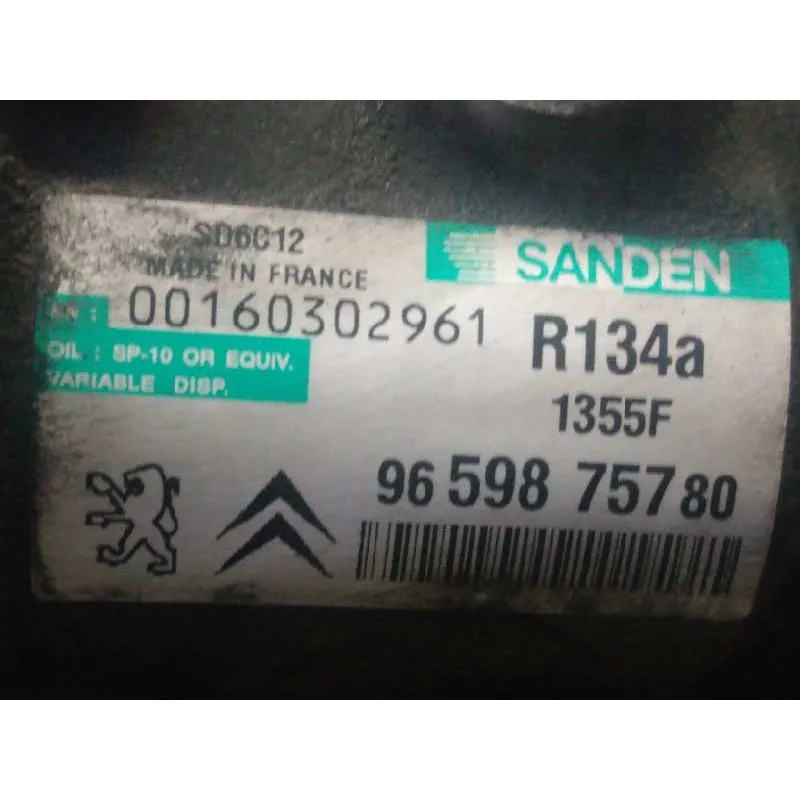 SD6C12
MADE IN FRANCE
SANDEN
00160302961
R134a
OIL : SP-10 OR EQUIV.
VARIABLE DISP.
1355F
96 598 757 80